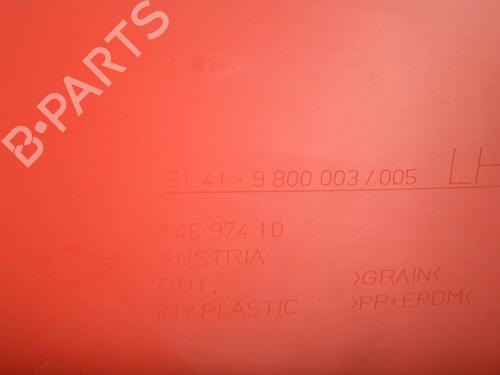 B-PARTS
51.41 - 9 800 003 / 005 LH
146 974 10
AUSTRIA
OUT.
IN / PLASTIC
>GRAIN<
>PP+EPDM<